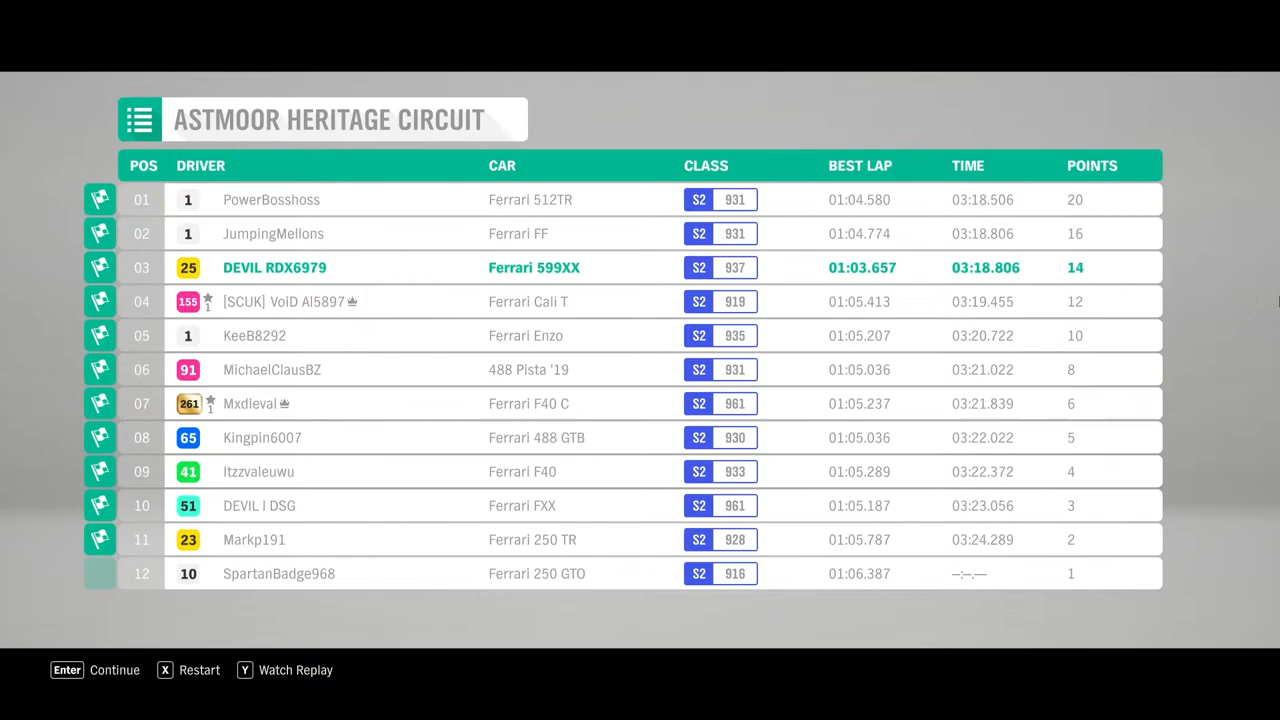 ASTMOOR HERITAGE CIRCUIT
POS DRIVER CAR CLASS BEST LAP TIME POINTS
01 1 PowerBosshoss Ferrari 512TR S2 931 01:04.580 03:18.506 20
02 1 JumpingMellons Ferrari FF S2 931 01:04.774 03:18.806 16
03 25 DEVIL RDX6979 Ferrari 599XX S2 937 01:03.657 03:18.806 14
04 155 1 [SCUK] VoiD Al5897 Ferrari Cali T S2 919 01:05.413 03:19.455 12
05 1 KeeB8292 Ferrari Enzo S2 935 01:05.207 03:20.722 10
06 91 MichaelClausBZ 488 Pista '19 S2 931 01:05.036 03:21.022 8
07 261 1 Mxdieval Ferrari F40 C S2 961 01:05.237 03:21.839 6
08 65 Kingpin6007 Ferrari 488 GTB S2 930 01:05.036 03:22.022 5
09 41 Itzzvaleuwu Ferrari F40 S2 933 01:05.289 03:22.372 4
10 51 DEVIL l DSG Ferrari FXX S2 961 01:05.187 03:23.056 3
11 23 Markp191 Ferrari 250 TR S2 928 01:05.787 03:24.289 2
12 10 SpartanBadge968 Ferrari 250 GTO S2 916 01:06.387 –:–.–– 1
Enter Continue X Restart Y Watch Replay